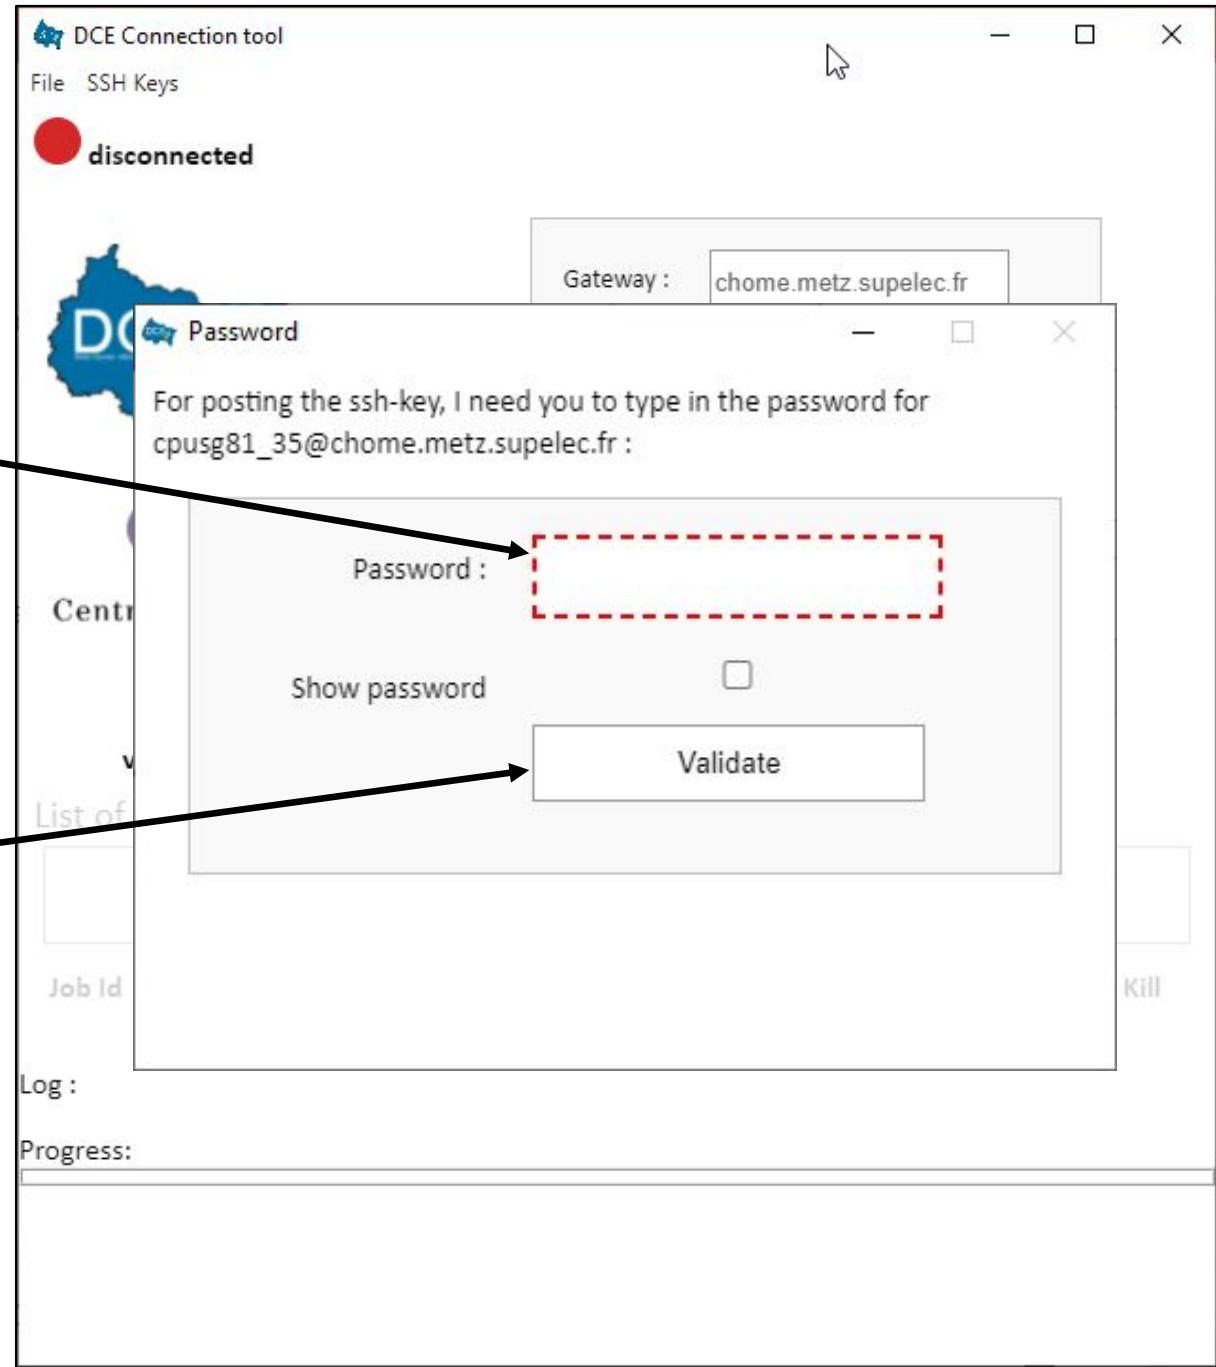 DCE Connection tool
File SSH Keys
disconnected
Gateway :
chome.metz.supelec.fr
Password
For posting the ssh-key, I need you to type in the password for
cpusg81_35@chome.metz.supelec.fr :
Password :
Show password
Validate
Centr
List of
Job Id
Kill
Log :
Progress: